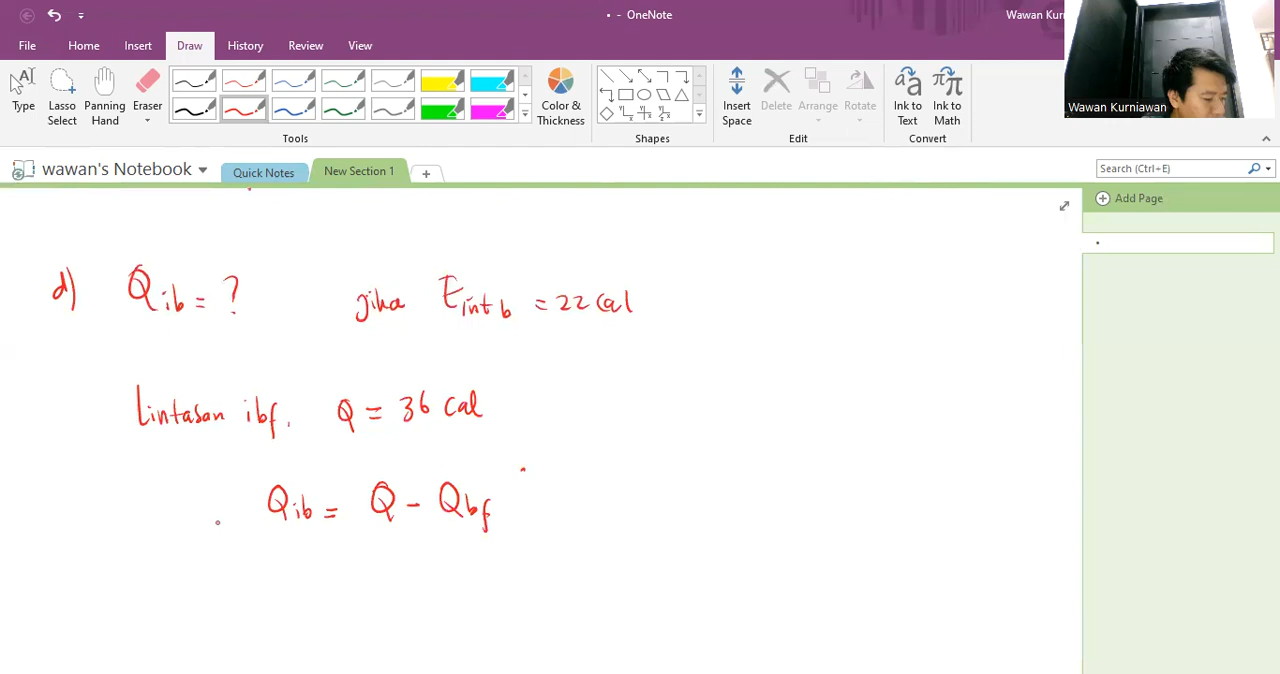 • - OneNote
Wawan Kur
File Home Insert Draw History Review View
Type
Lasso Select
Panning Hand
Eraser
Color & Thickness
Insert Space
Delete
Arrange
Rotate
Ink to Text
Ink to Math
Tools
Shapes
Edit
Convert
Wawan Kurniawan
wawan's Notebook
Quick Notes
New Section 1
Search (Ctrl+E)
Add Page
d) Qib = ? jika Eint b = 22 cal
Lintasan ibf, Q = 36 cal
Qib = Q - Qbf